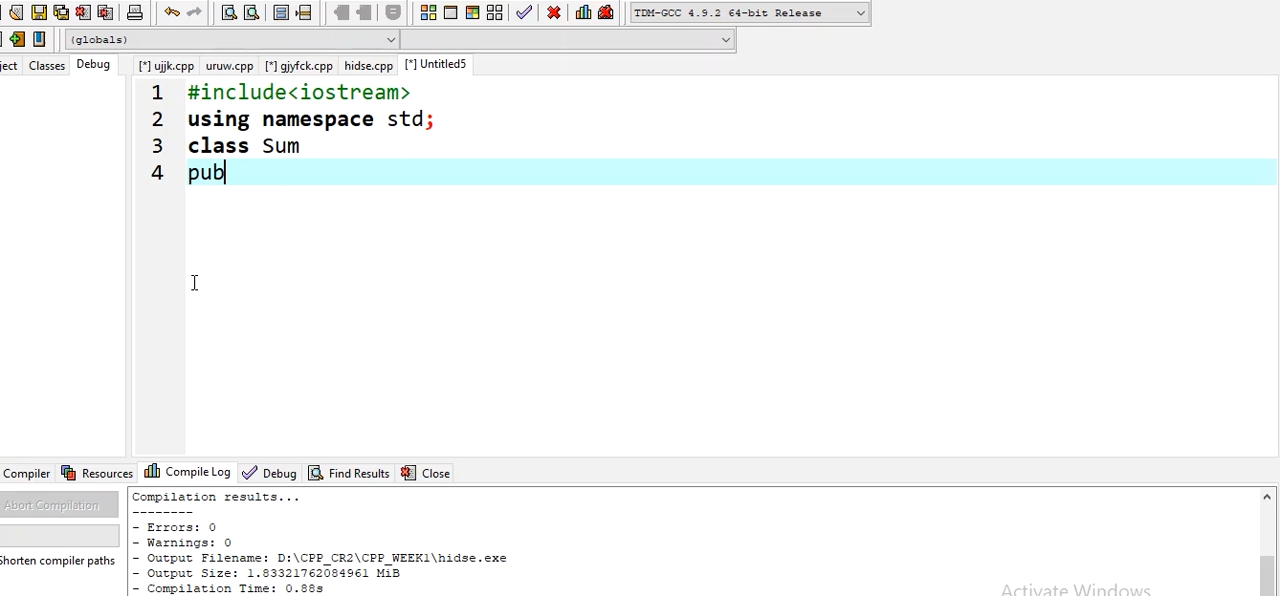 TDM-GCC 4.9.2 64-bit Release
(globals)
ject Classes Debug [*] ujjk.cpp uruw.cpp [*] gjyfck.cpp hidse.cpp [*] Untitled5
1 #include<iostream>
2 using namespace std;
3 class Sum
4 pub
Compiler Resources Compile Log Debug Find Results Close
Abort Compilation
Shorten compiler paths
Compilation results...
--------
- Errors: 0
- Warnings: 0
- Output Filename: D:\CPP_CR2\CPP_WEEK1\hidse.exe
- Output Size: 1.83321762084961 MiB
- Compilation Time: 0.88s
Activate Windows